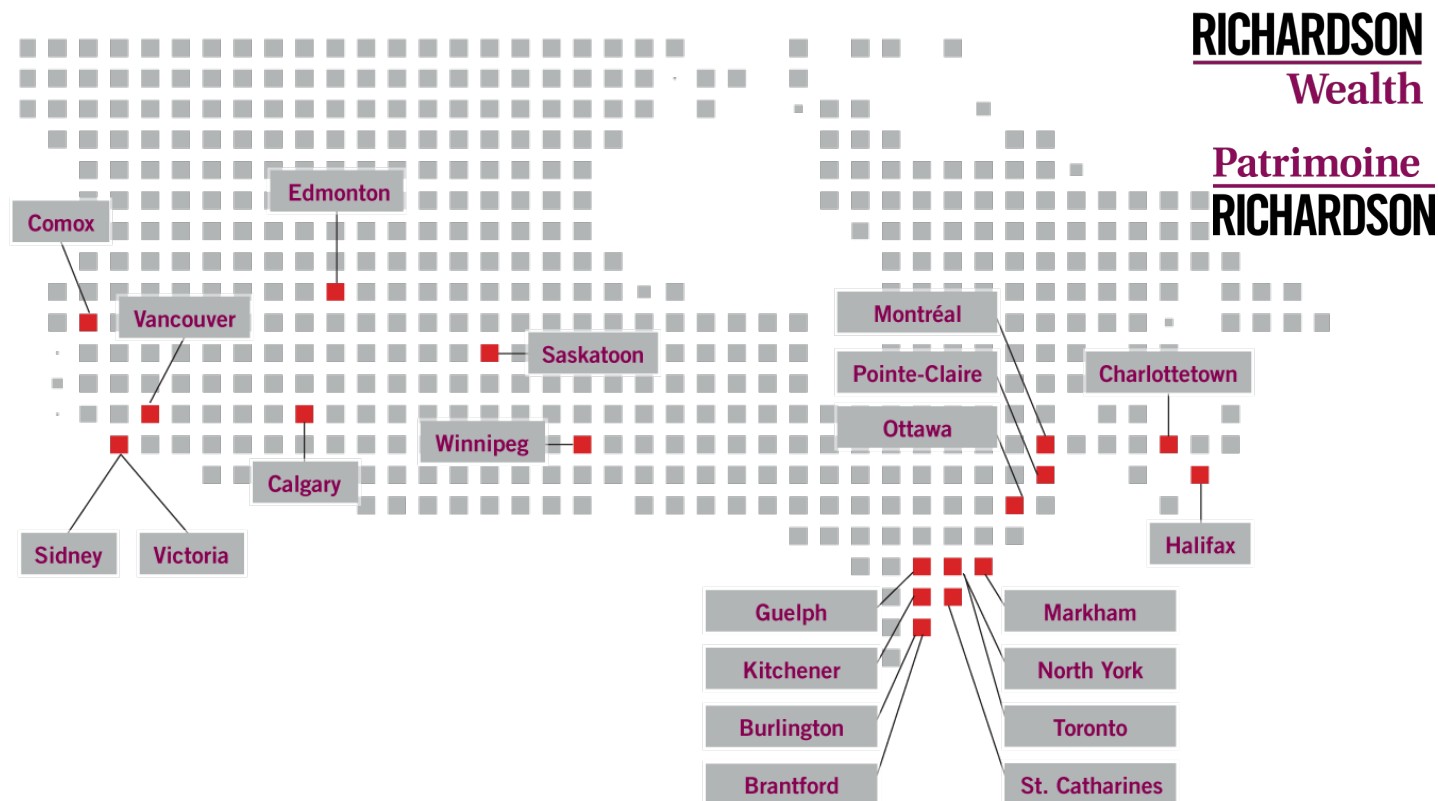 RICHARDSON
Wealth
Patrimoine
RICHARDSON
Edmonton
Comox
Vancouver
Montréal
Saskatoon
Pointe-Claire
Charlottetown
Ottawa
Winnipeg
Calgary
Sidney
Victoria
Halifax
Guelph
Markham
Kitchener
North York
Burlington
Toronto
Brantford
St. Catharines